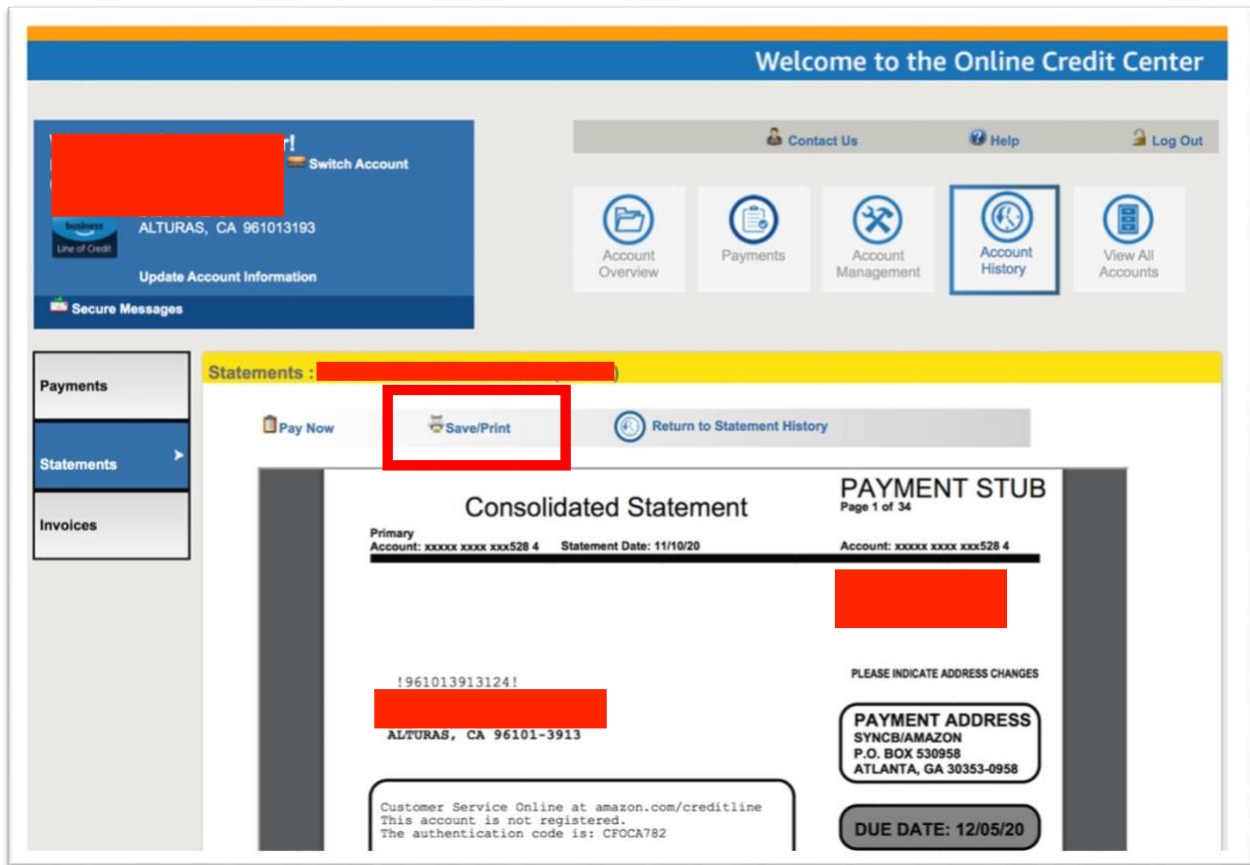 Welcome to the Online Credit Center
Contact Us
Help
Log Out
r!
Switch Account
business
Line of Credit
ALTURAS, CA 961013193
Update Account Information
Secure Messages
Account
Overview
Payments
Account
Management
Account
History
View All
Accounts
Payments
Statements
Invoices
Statements :
Pay Now
Save/Print
Return to Statement History
Consolidated Statement
PAYMENT STUB
Page 1 of 34
Primary
Account: xxxxx xxxx xxx528 4 Statement Date: 11/10/20
Account: xxxxx xxxx xxx528 4
PLEASE INDICATE ADDRESS CHANGES
!961013913124!
ALTURAS, CA 96101-3913
PAYMENT ADDRESS
SYNCB/AMAZON
P.O. BOX 530958
ATLANTA, GA 30353-0958
Customer Service Online at amazon.com/creditline
This account is not registered.
The authentication code is: CFOCA782
DUE DATE: 12/05/20